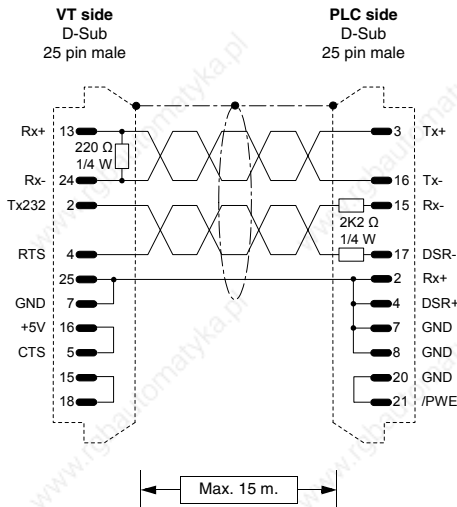 VT side
D-Sub
25 pin male
PLC side
D-Sub
25 pin male
Rx+ 13
3 Tx+
220 Ω
1/4 W
Rx- 24
16 Tx-
Tx232 2
15 Rx-
2K2 Ω
1/4 W
RTS 4
17 DSR-
25
2 Rx+
GND 7
4 DSR+
+5V 16
7 GND
CTS 5
8 GND
15
20 GND
18
21 /PWE
Max. 15 m.
www.rgbautomatyka.pl